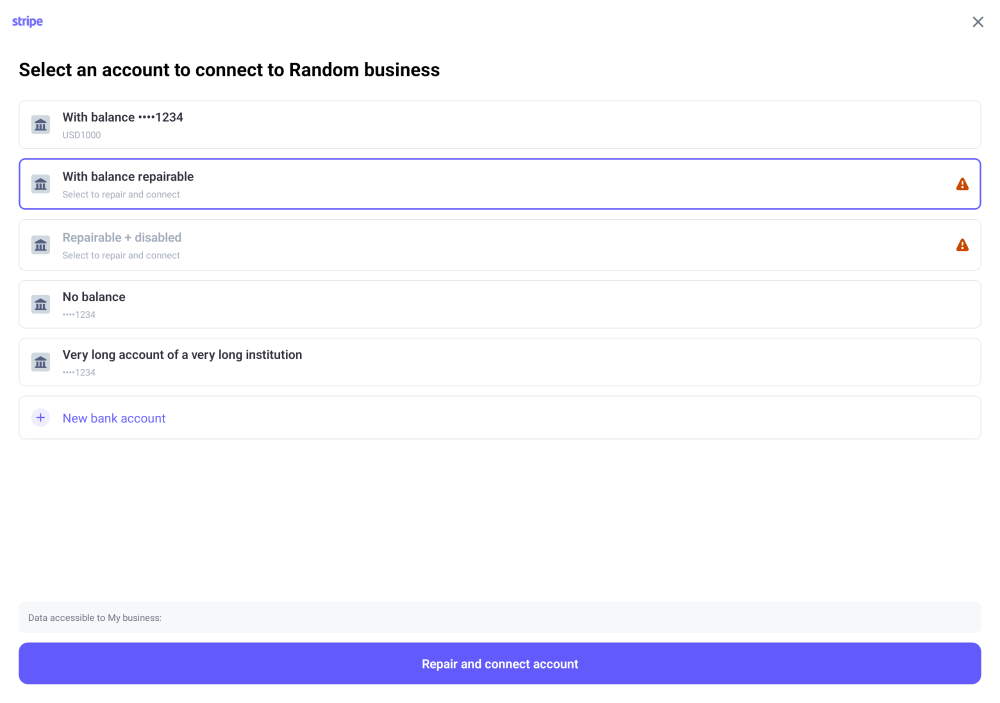 stripe
Select an account to connect to Random business
With balance ••••1234
USD1000
With balance repairable
Select to repair and connect
Repairable + disabled
Select to repair and connect
No balance
••••1234
Very long account of a very long institution
••••1234
New bank account
Data accessible to My business:
Repair and connect account